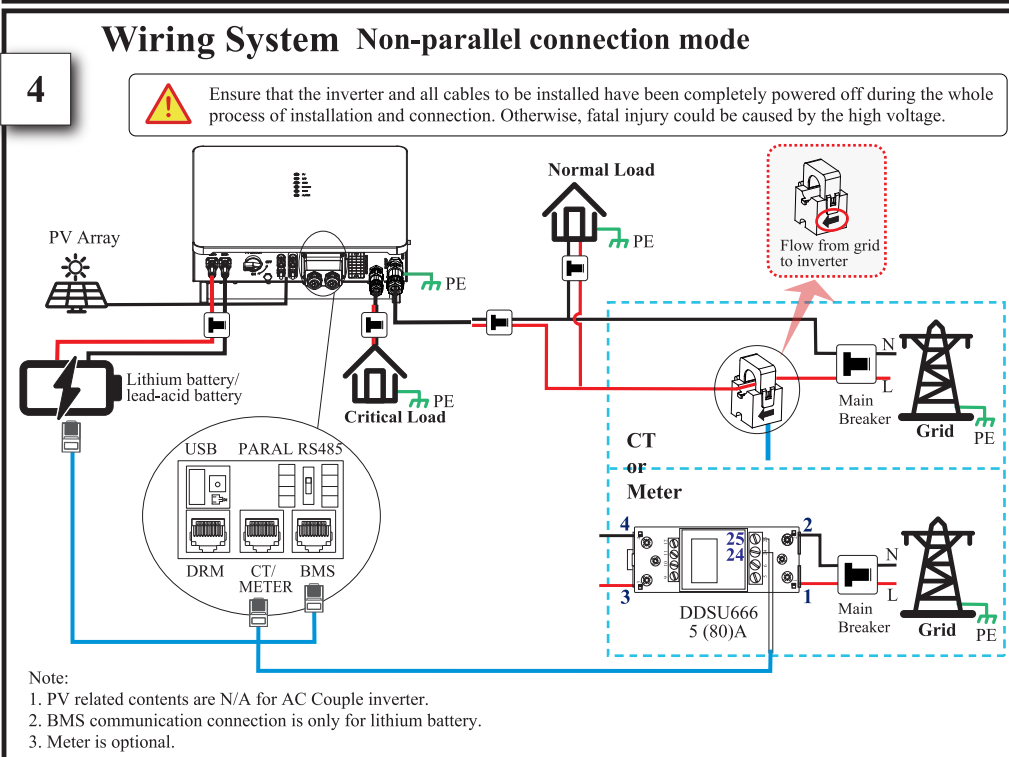 Wiring System Non-parallel connection mode
4
Ensure that the inverter and all cables to be installed have been completely powered off during the whole
process of installation and connection. Otherwise, fatal injury could be caused by the high voltage.
Normal Load
PE
Flow from grid
to inverter
PV Array
PE
N
L
Main
Breaker
Grid
PE
Lithium battery/
lead-acid battery
PE
Critical Load
CT
or
Meter
USB PARAL RS485
DRM CT/ BMS
METER
4
2
25
24
3
1
DDSU666
5 (80)A
N
L
Main
Breaker
Grid
PE
Note:
1. PV related contents are N/A for AC Couple inverter.
2. BMS communication connection is only for lithium battery.
3. Meter is optional.